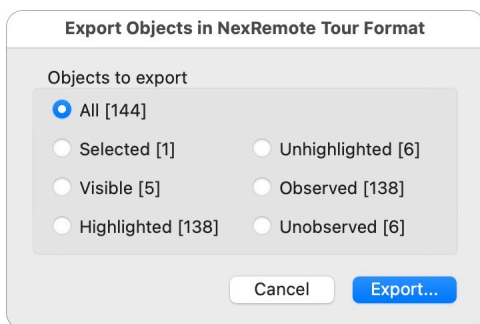 Export Objects in NexRemote Tour Format
Objects to export
All [144]
Selected [1]
Unhighlighted [6]
Visible [5]
Observed [138]
Highlighted [138]
Unobserved [6]
Cancel
Export...